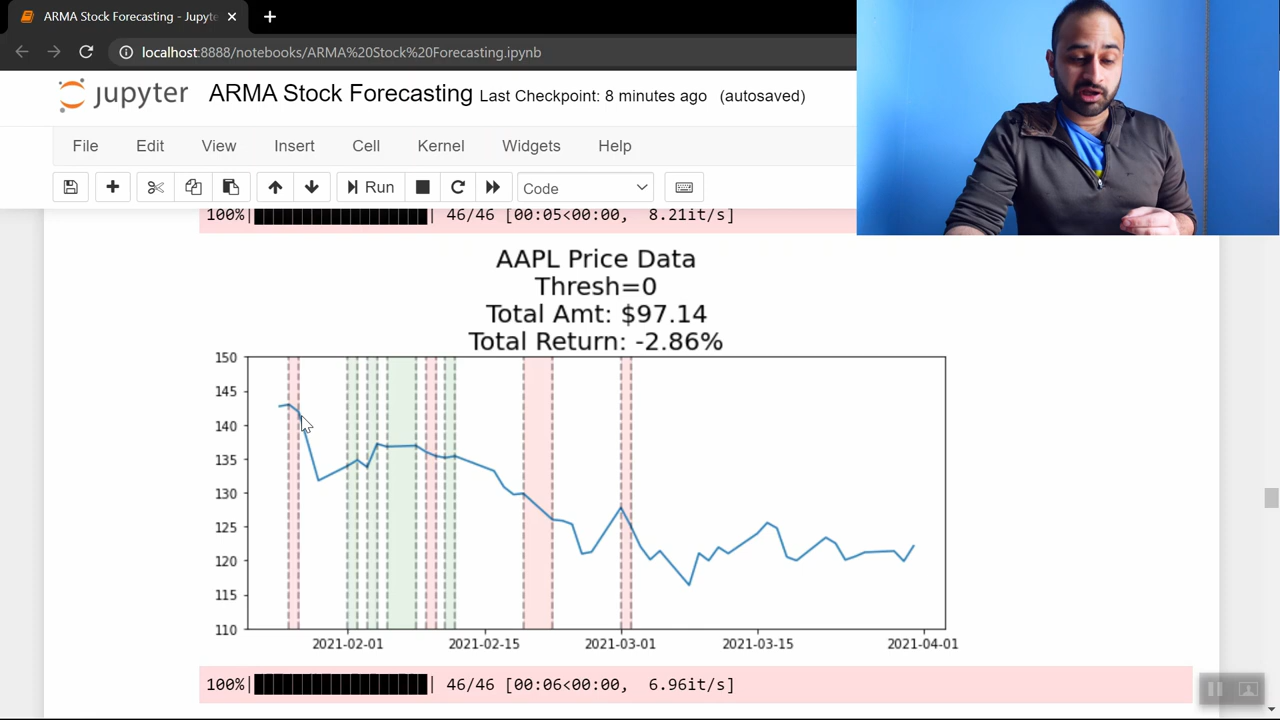 ARMA Stock Forecasting - Jupyte
localhost:8888/notebooks/ARMA%20Stock%20Forecasting.ipynb
jupyter ARMA Stock Forecasting Last Checkpoint: 8 minutes ago (autosaved)
File Edit View Insert Cell Kernel Widgets Help
Run Code
100%|████████████████| 46/46 [00:05<00:00, 8.21it/s]
AAPL Price Data
Thresh=0
Total Amt: $97.14
Total Return: -2.86%
150
145
140
135
130
125
120
115
110
2021-02-01 2021-02-15 2021-03-01 2021-03-15 2021-04-01
100%|████████████████| 46/46 [00:06<00:00, 6.96it/s]